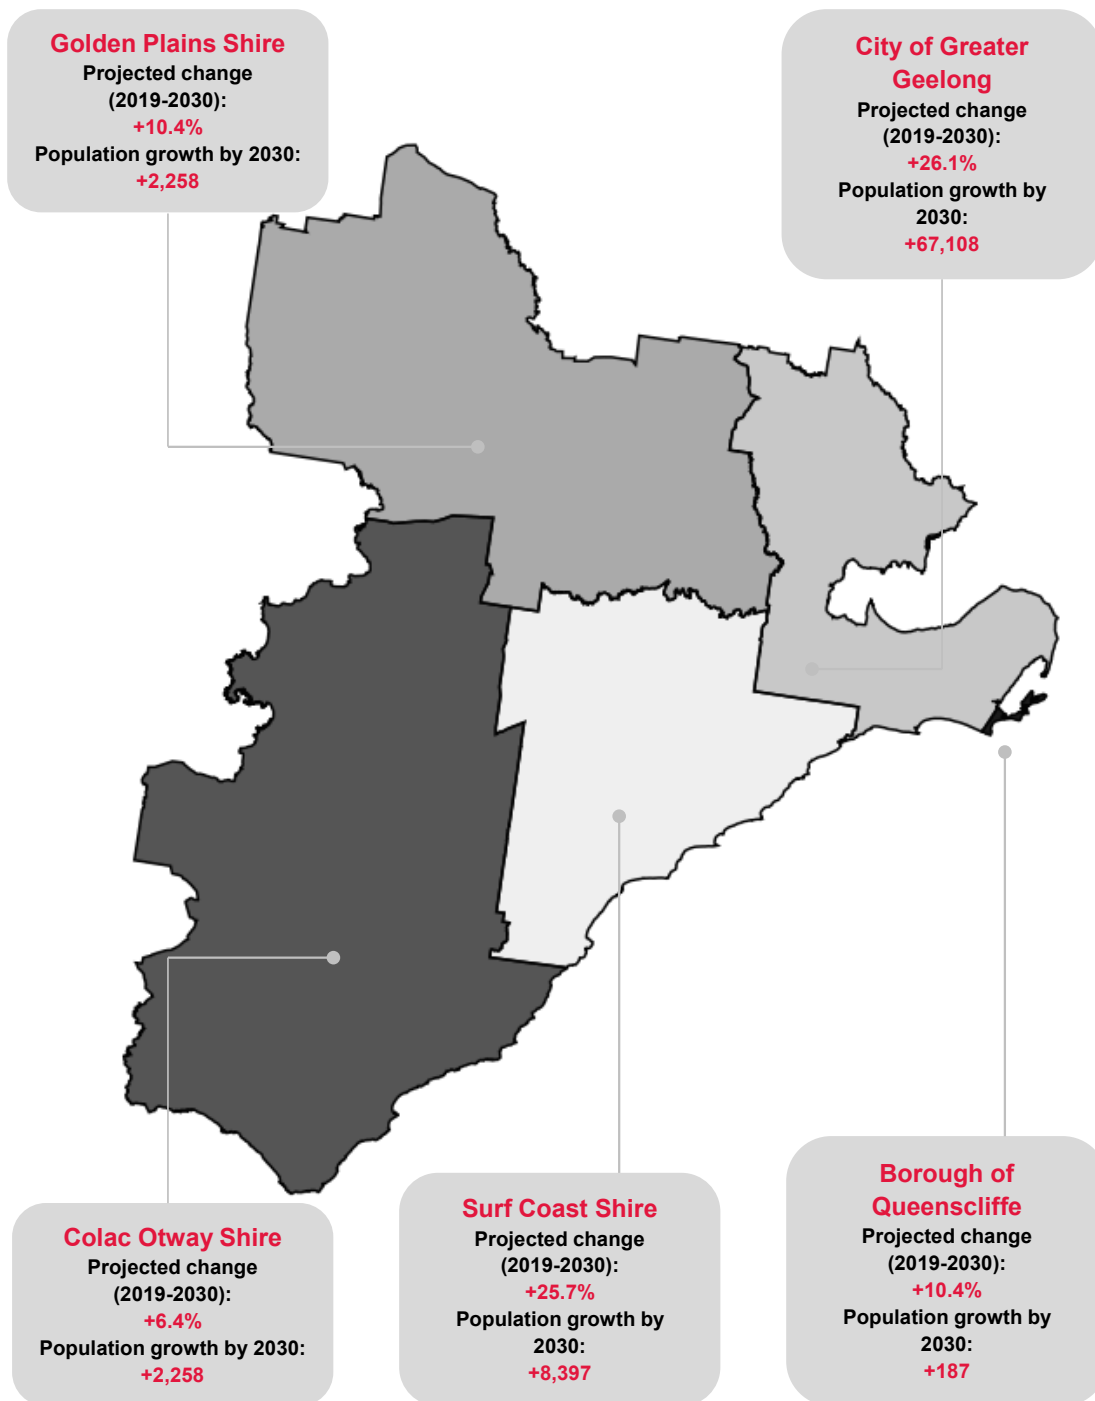 Golden Plains Shire
Projected change
(2019-2030):
+10.4%
Population growth by 2030:
+2,258
City of Greater
Geelong
Projected change
(2019-2030):
+26.1%
Population growth by
2030:
+67,108
Colac Otway Shire
Projected change
(2019-2030):
+6.4%
Population growth by 2030:
+2,258
Surf Coast Shire
Projected change
(2019-2030):
+25.7%
Population growth by
2030:
+8,397
Borough of
Queenscliffe
Projected change
(2019-2030):
+10.4%
Population growth by
2030:
+187